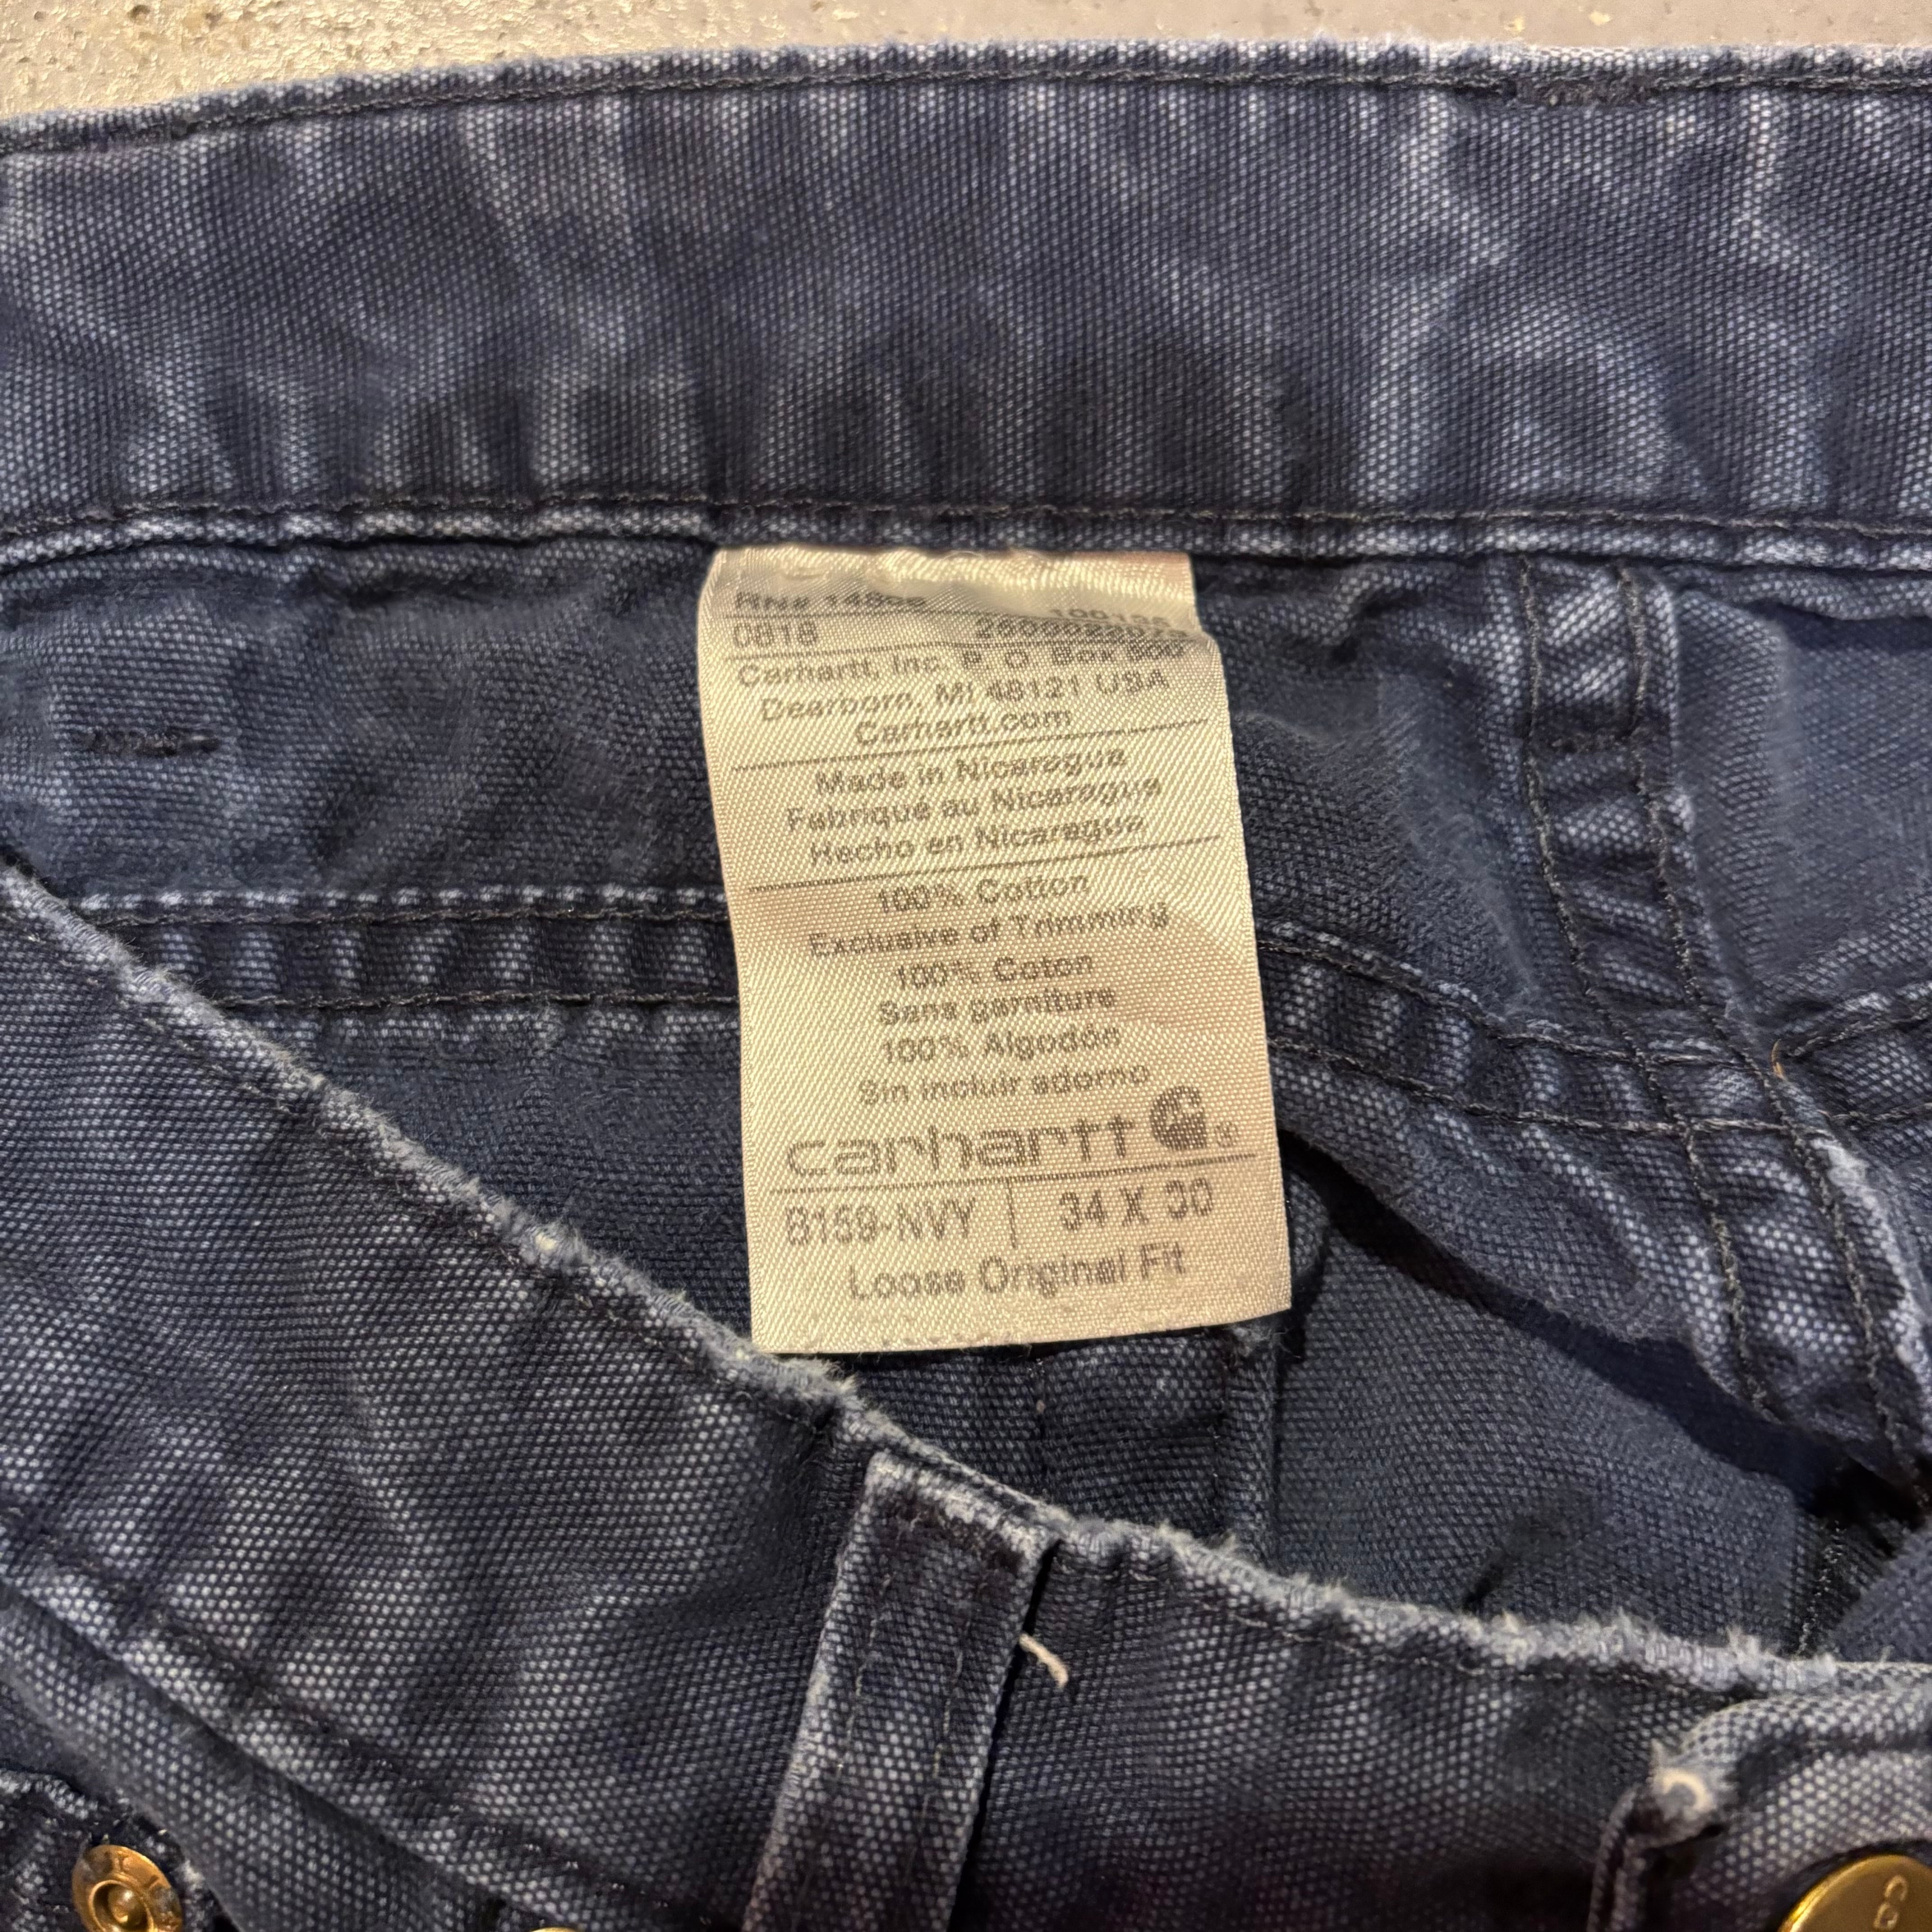 RN# 14806
100195
0818
Carhartt, Inc. P. O. Box 600
Dearborn, MI 48121 USA
Carhartt.com
Made in Nicaragua
Fabriqué au Nicaragua
Hecho en Nicaragua
100% Cotton
Exclusive of Trimming
100% Coton
Sans garniture
100% Algodón
Sin incluir adorno
carhartt ®
B159-NVY | 34 X 30
Loose Original Fit